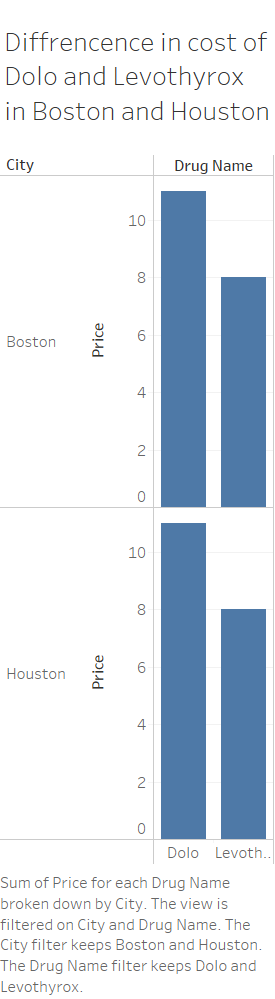 Diffrencence in cost of
Dolo and Levothyrox
in Boston and Houston
City
Drug Name
Boston
Price
10
8
6
4
2
0
Houston
Price
10
8
6
4
2
0
Dolo Levoth..
Sum of Price for each Drug Name
broken down by City. The view is
filtered on City and Drug Name. The
City filter keeps Boston and Houston.
The Drug Name filter keeps Dolo and
Levothyrox.